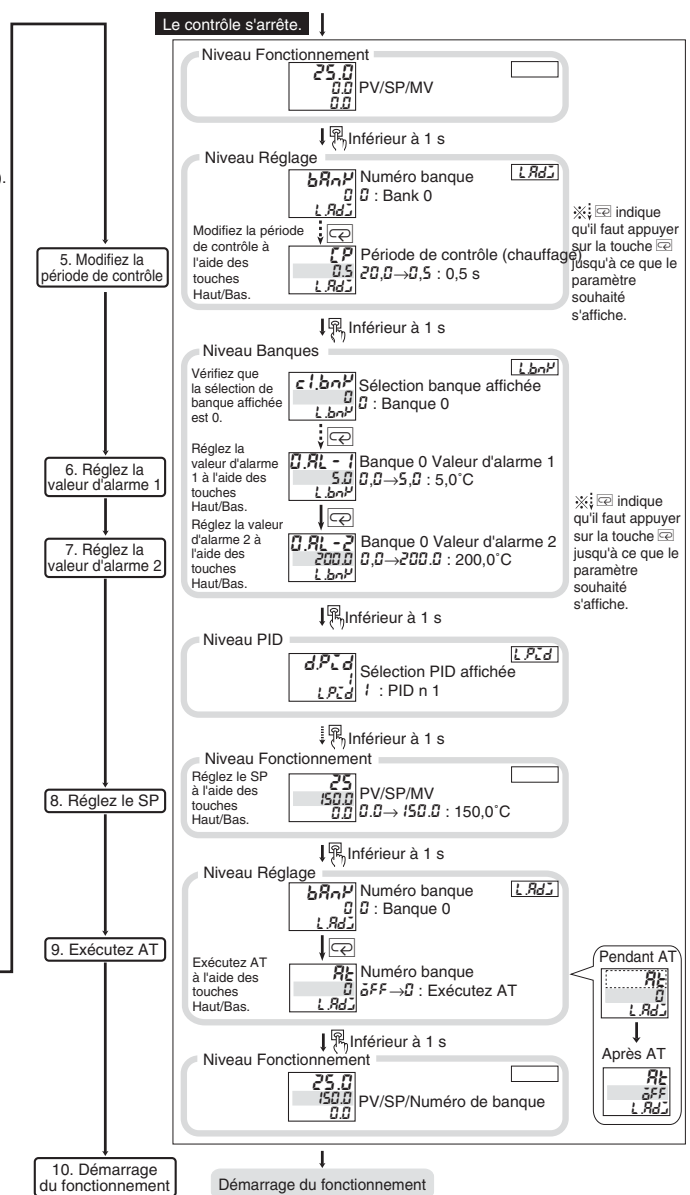 Le contrôle s'arrête.
Niveau Fonctionnement
25.0
0.0
0.0
PV/SP/MV
Inférieur à 1 s
Niveau Réglage
L.AdJ
bAnK
0
L.AdJ
Numéro banque
0 : Bank 0
Modifiez la période
de contrôle à
l'aide des
touches
Haut/Bas.
CP
0.5
L.AdJ
Période de contrôle (chauffage)
20,0→0,5 : 0,5 s
※ indique
qu'il faut appuyer
sur la touche
jusqu'à ce que le
paramètre
souhaité
s'affiche.
5. Modifiez la
période de contrôle
Inférieur à 1 s
Niveau Banques
L.bnK
Vérifiez que
la sélection de
banque affichée
est 0.
c1.bnK
0
L.bnK
Sélection banque affichée
0 : Banque 0
6. Réglez la
valeur d'alarme 1
Réglez la
valeur d'alarme
1 à l'aide des
touches
Haut/Bas.
0.AL-1
5.0
L.bnK
Banque 0 Valeur d'alarme 1
0,0→5,0 : 5,0˚C
7. Réglez la
valeur d'alarme 2
Réglez la valeur
d'alarme 2 à
l'aide des
touches
Haut/Bas.
0.AL-2
200.0
L.bnK
Banque 0 Valeur d'alarme 2
0,0→200.0 : 200,0˚C
※ indique
qu'il faut appuyer
sur la touche
jusqu'à ce que le
paramètre
souhaité
s'affiche.
Inférieur à 1 s
Niveau PID
L.Pid
d.Pid
1
L.Pid
Sélection PID affichée
1 : PID n 1
Inférieur à 1 s
Niveau Fonctionnement
8. Réglez le SP
Réglez le SP
à l'aide des
touches
Haut/Bas.
25
150.0
0.0
PV/SP/MV
0.0→150.0 : 150,0˚C
Inférieur à 1 s
Niveau Réglage
L.AdJ
bAnK
0
L.AdJ
Numéro banque
0 : Banque 0
9. Exécutez AT
Exécutez AT
à l'aide des
touches
Haut/Bas.
At
0
L.AdJ
Numéro banque
oFF→0 : Exécutez AT
Pendant AT
At
0
L.AdJ
Après AT
At
oFF
L.AdJ
Inférieur à 1 s
Niveau Fonctionnement
25.0
150.0
0.0
PV/SP/Numéro de banque
10. Démarrage
du fonctionnement
Démarrage du fonctionnement
).